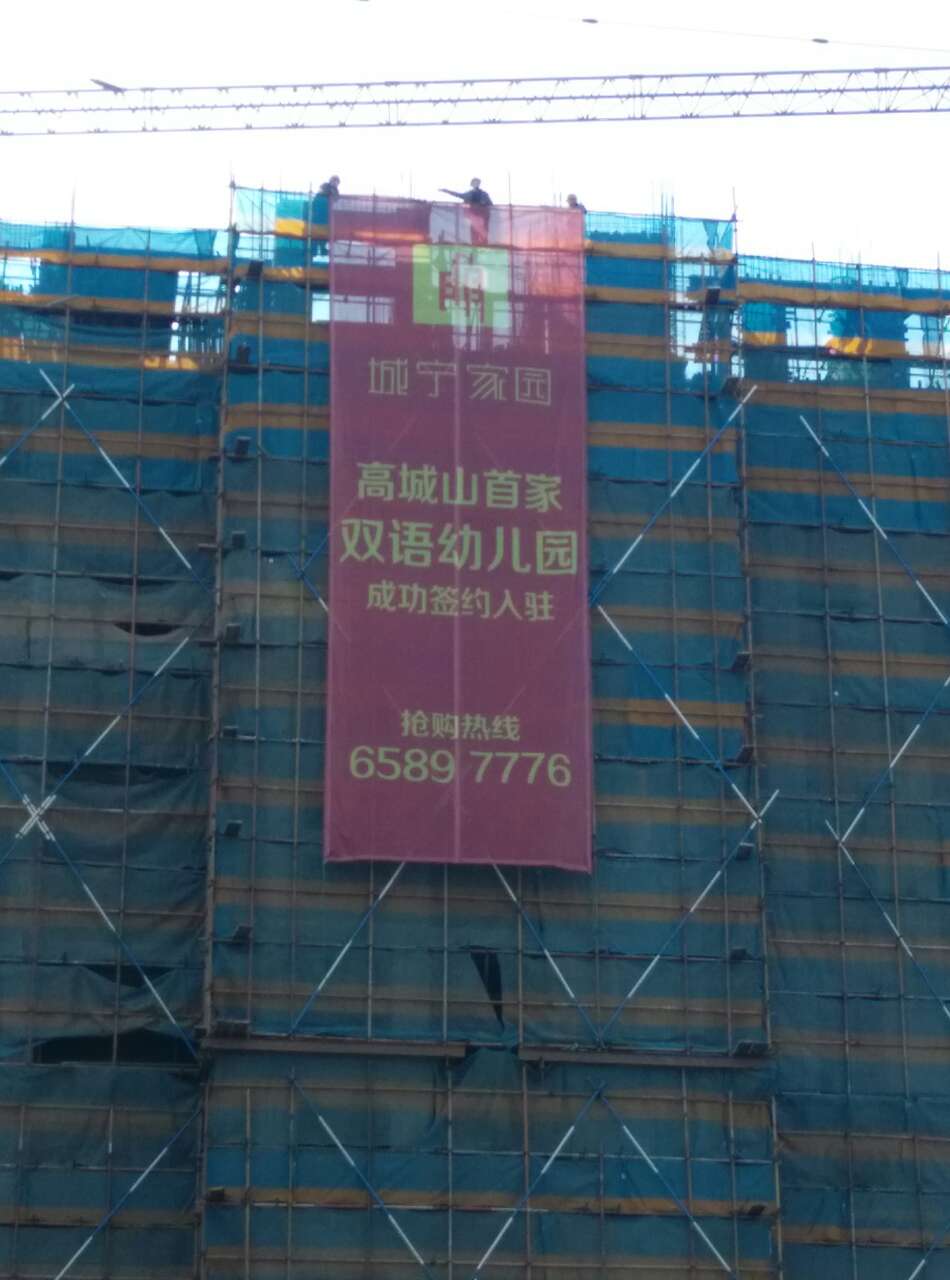 城宁家园
高城山首家
双语幼儿园
成功签约入驻
抢购热线
6589 7776